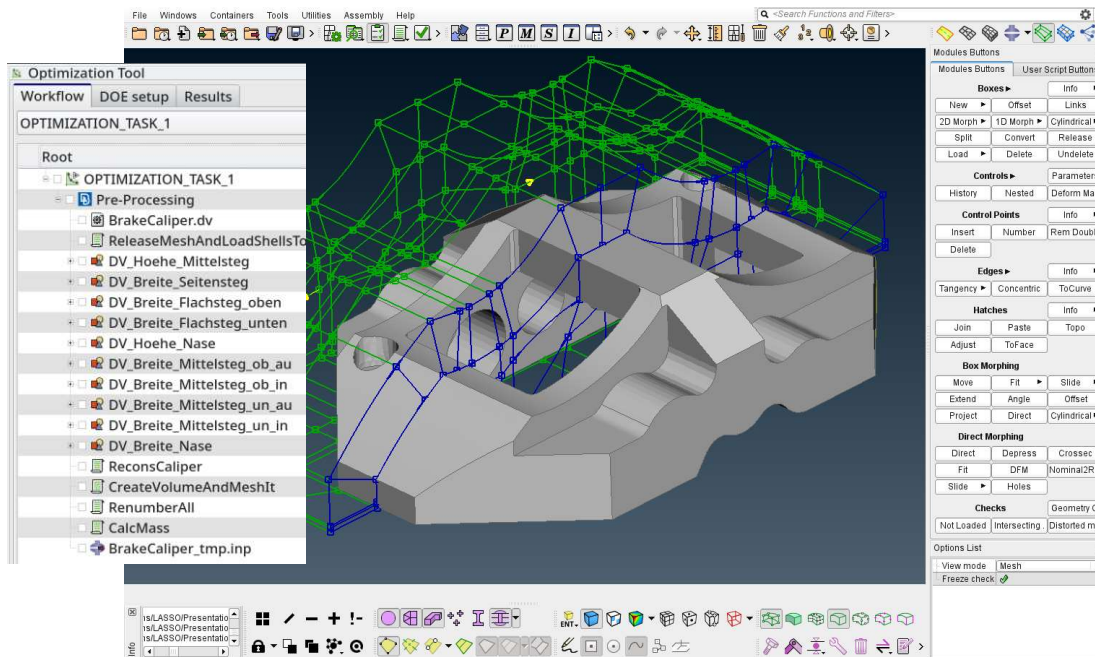 File Windows Containers Tools Utilities Assembly Help
<Search Functions and Filters>
P M S I
Optimization Tool
Workflow DOE setup Results
OPTIMIZATION_TASK_1
Root
OPTIMIZATION_TASK_1
Pre-Processing
BrakeCaliper.dv
ReleaseMeshAndLoadShellsTo
DV_Hoehe_Mittelsteg
DV_Breite_Seitensteg
DV_Breite_Flachsteg_oben
DV_Breite_Flachsteg_unten
DV_Hoehe_Nase
DV_Breite_Mittelsteg_ob_au
DV_Breite_Mittelsteg_ob_in
DV_Breite_Mittelsteg_un_au
DV_Breite_Mittelsteg_un_in
DV_Breite_Nase
ReconsCaliper
CreateVolumeAndMeshIt
RenumberAll
CalcMass
BrakeCaliper_tmp.inp
Modules Buttons
Modules Buttons User Script Buttons
Boxes Info
New Offset Links
2D Morph 1D Morph Cylindrical
Split Convert Release
Load Delete Undelete
Controls Parameters
History Nested Deform Ma
Control Points Info
Insert Number Rem Doubl
Delete
Edges Info
Tangency Concentric ToCurve
Hatches Info
Join Paste Topo
Adjust ToFace
Box Morphing
Move Fit Slide
Extend Angle Offset
Project Direct Cylindrical
Direct Morphing
Direct Depress Crossec
Fit DFM Nominal2R
Slide Holes
Checks Geometry C
Not Loaded Intersecting . Distorted m
Options List
View mode Mesh
Freeze check
Info
ns/LASSO/Presentatio
ns/LASSO/Presentatio
ns/LASSO/Presentatio
ENT.